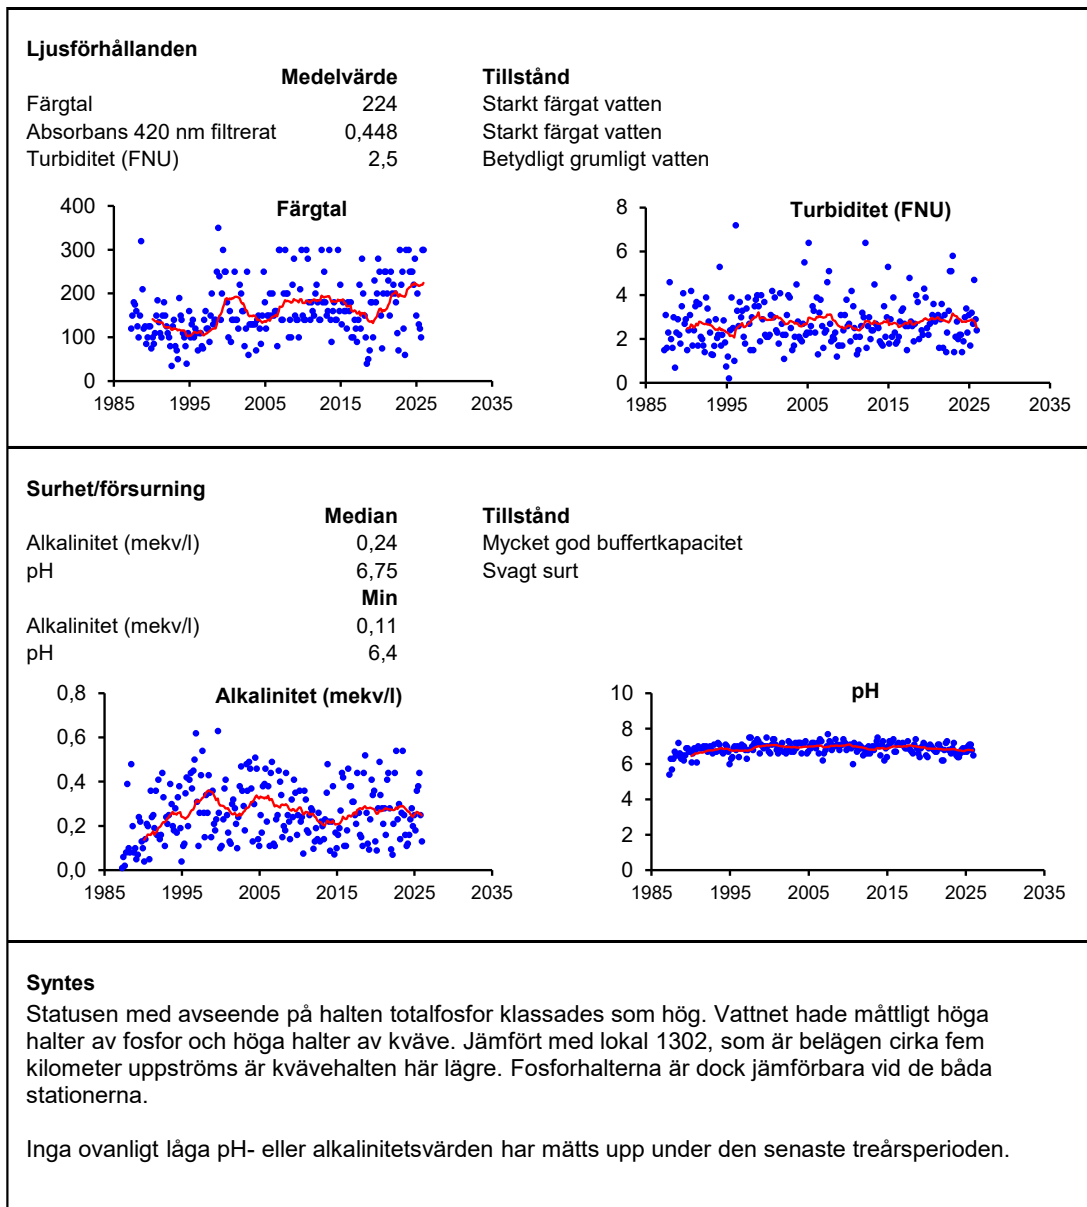 Ljusförhållanden
Medelvärde Tillstånd
Färgtal 224 Starkt färgat vatten
Absorbans 420 nm filtrerat 0,448 Starkt färgat vatten
Turbiditet (FNU) 2,5 Betydligt grumligt vatten
Färgtal
400
300
200
100
0
1985 1995 2005 2015 2025 2035
Turbiditet (FNU)
8
6
4
2
0
1985 1995 2005 2015 2025 2035
Surhet/försurning
Median Tillstånd
Alkalinitet (mekv/l) 0,24 Mycket god buffertkapacitet
pH 6,75 Svagt surt
Min
Alkalinitet (mekv/l) 0,11
pH 6,4
Alkalinitet (mekv/l)
0,8
0,6
0,4
0,2
0,0
1985 1995 2005 2015 2025 2035
pH
10
8
6
4
2
0
1985 1995 2005 2015 2025 2035
Syntes
Statusen med avseende på halten totalfosfor klassades som hög. Vattnet hade måttligt höga
halter av fosfor och höga halter av kväve. Jämfört med lokal 1302, som är belägen cirka fem
kilometer uppströms är kvävehalten här lägre. Fosforhalterna är dock jämförbara vid de båda
stationerna.
Inga ovanligt låga pH- eller alkalinitetsvärden har mätts upp under den senaste treårsperioden.